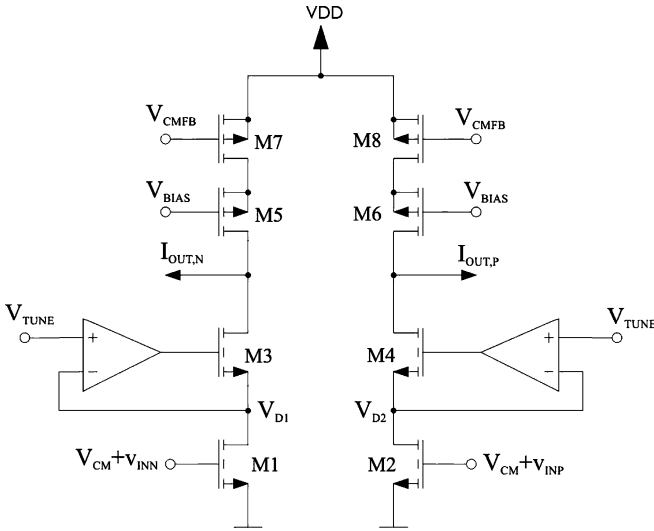 VDD
V_CMFB
V_CMFB
M7
M8
V_BIAS
V_BIAS
M5
M6
I_OUT,N
I_OUT,P
V_TUNE
V_TUNE
+
+
M3
M4
−
−
V_D1
V_D2
V_CM+v_INN
M1
M2
V_CM+v_INP